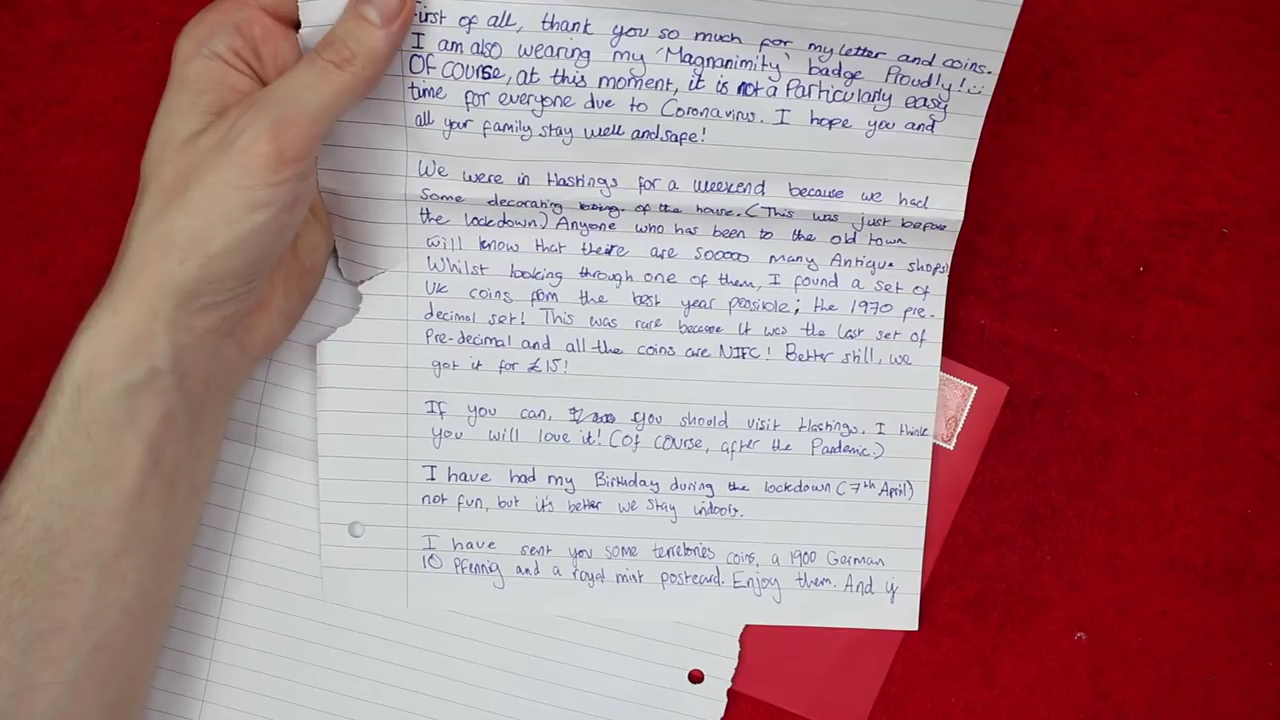 First of all, thank you so much for my letter and coins.
I am also wearing my 'Magnanimity' badge Proudly! :)
Of course, at this moment, it is not a Particularly easy
time for everyone due to Coronavirus. I hope you and
all your family stay well and safe!
We were in Hastings for a weekend because we had
some decorating of the house. (This was just before
the lockdown.) Anyone who has been to the old town
will know that there are sooooo many Antique shops!
Whilst looking through one of them, I found a set of
UK coins from the best year possible; the 1970 pre-
decimal set! This was rare because it was the last set of
Pre-decimal and all the coins are NIFC! Better still, we
got it for £15!
If you can, you should visit Hastings. I think
you will love it! (Of course, after the Pandemic.)
I have had my Birthday during the lockdown (7th April)
not fun, but it's better we stay indoors.
I have sent you some terretories coins, a 1900 German
10 Pfennig and a royal mint postcard. Enjoy them. And if